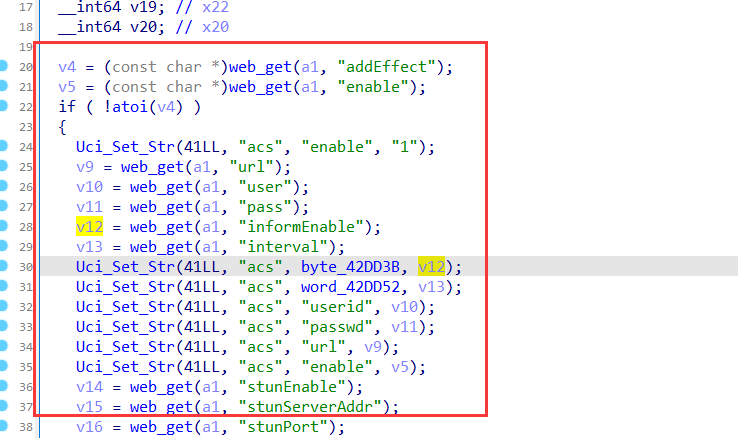 17 __int64 v19; // x22
18 __int64 v20; // x20
19
20 v4 = (const char *)web_get(a1, "addEffect");
21 v5 = (const char *)web_get(a1, "enable");
22 if ( !atoi(v4) )
23 {
24 Uci_Set_Str(41LL, "acs", "enable", "1");
25 v9 = web_get(a1, "url");
26 v10 = web_get(a1, "user");
27 v11 = web_get(a1, "pass");
28 v12 = web_get(a1, "informEnable");
29 v13 = web_get(a1, "interval");
30 Uci_Set_Str(41LL, "acs", byte_42DD3B, v12);
31 Uci_Set_Str(41LL, "acs", word_42DD52, v13);
32 Uci_Set_Str(41LL, "acs", "userid", v10);
33 Uci_Set_Str(41LL, "acs", "passwd", v11);
34 Uci_Set_Str(41LL, "acs", "url", v9);
35 Uci_Set_Str(41LL, "acs", "enable", v5);
36 v14 = web_get(a1, "stunEnable");
37 v15 = web_get(a1, "stunServerAddr");
38 v16 = web_get(a1, "stunPort");